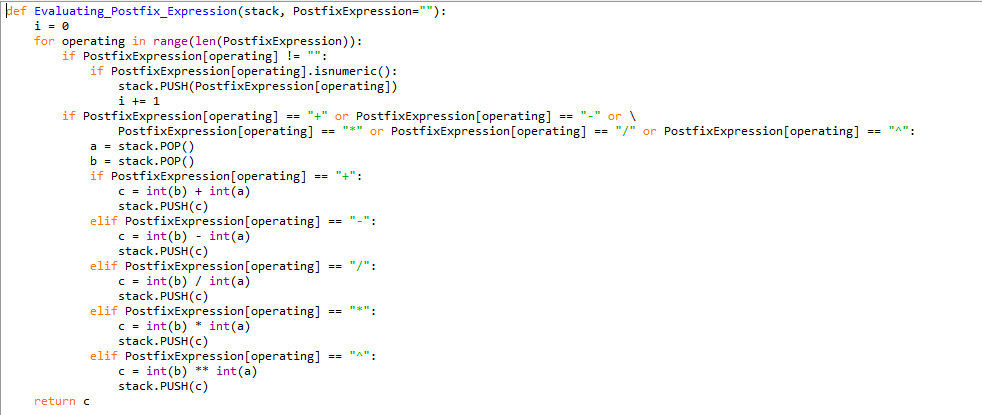 def Evaluating_Postfix_Expression(stack, PostfixExpression=""):
    i = 0
    for operating in range(len(PostfixExpression)):
        if PostfixExpression[operating] != "":
            if PostfixExpression[operating].isnumeric():
                stack.PUSH(PostfixExpression[operating])
                i += 1
        if PostfixExpression[operating] == "+" or PostfixExpression[operating] == "-" or \
                PostfixExpression[operating] == "*" or PostfixExpression[operating] == "/" or PostfixExpression[operating] == "^":
            a = stack.POP()
            b = stack.POP()
            if PostfixExpression[operating] == "+":
                c = int(b) + int(a)
                stack.PUSH(c)
            elif PostfixExpression[operating] == "-":
                c = int(b) - int(a)
                stack.PUSH(c)
            elif PostfixExpression[operating] == "/":
                c = int(b) / int(a)
                stack.PUSH(c)
            elif PostfixExpression[operating] == "*":
                c = int(b) * int(a)
                stack.PUSH(c)
            elif PostfixExpression[operating] == "^":
                c = int(b) ** int(a)
                stack.PUSH(c)
    return c